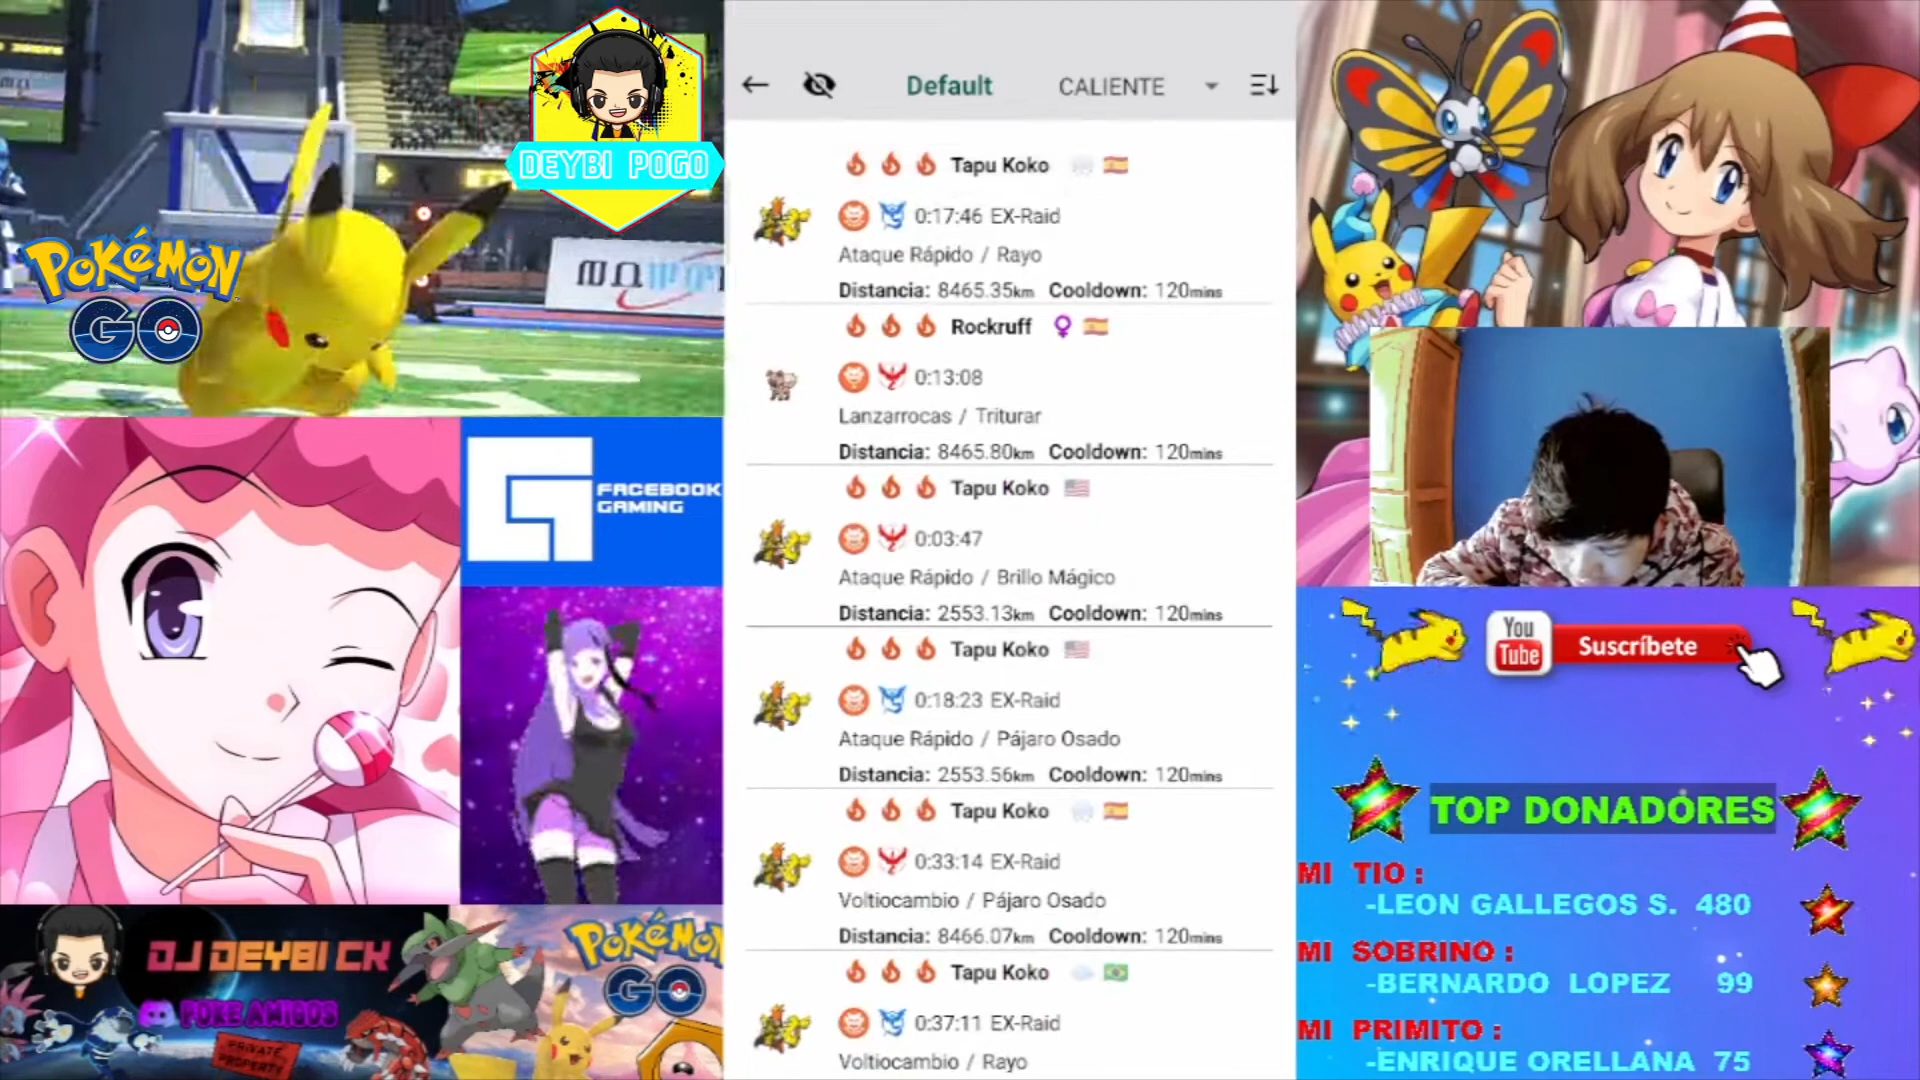 DEYBI POGO
POKéMON
GO
FACEBOOK
GAMING
DJ DEYBI CK
POKE AMIGOS
PRIVATE
PROPERTY
POKéMON
GO
Default CALIENTE
Tapu Koko
0:17:46 EX-Raid
Ataque Rápido / Rayo
Distancia: 8465.35km Cooldown: 120mins
Rockruff ♀
0:13:08
Lanzarrocas / Triturar
Distancia: 8465.80km Cooldown: 120mins
Tapu Koko
0:03:47
Ataque Rápido / Brillo Mágico
Distancia: 2553.13km Cooldown: 120mins
Tapu Koko
0:18:23 EX-Raid
Ataque Rápido / Pájaro Osado
Distancia: 2553.56km Cooldown: 120mins
Tapu Koko
0:33:14 EX-Raid
Voltiocambio / Pájaro Osado
Distancia: 8466.07km Cooldown: 120mins
Tapu Koko
0:37:11 EX-Raid
Voltiocambio / Rayo
You
Tube
Suscríbete
TOP DONADORES
MI TIO :
-LEON GALLEGOS S. 480
MI SOBRINO :
-BERNARDO LOPEZ 99
MI PRIMITO :
-ENRIQUE ORELLANA 75